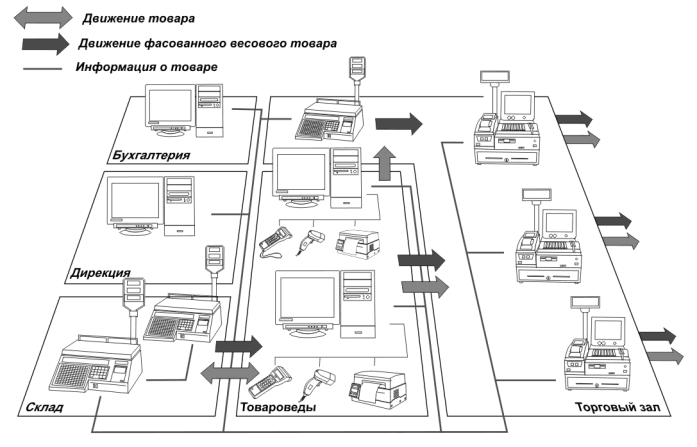 Движение товара
Движение фасованного весового товара
Информация о товаре
Бухгалтерия
Дирекция
Склад
Товароведы
Торговый зал